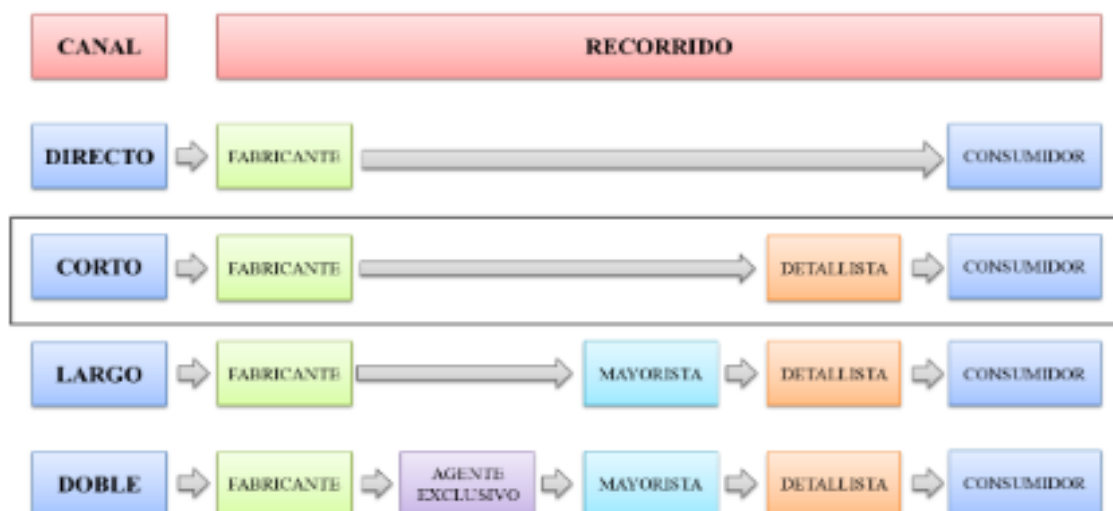 CANAL RECORRIDO
DIRECTO FABRICANTE CONSUMIDOR
CORTO FABRICANTE DETALLISTA CONSUMIDOR
LARGO FABRICANTE MAYORISTA DETALLISTA CONSUMIDOR
DOBLE FABRICANTE AGENTE EXCLUSIVO MAYORISTA DETALLISTA CONSUMIDOR